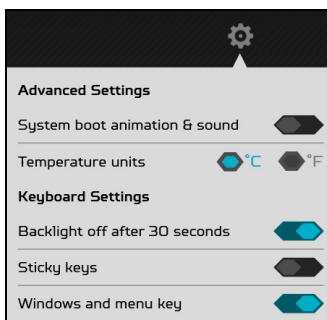 Advanced Settings
System boot animation & sound
Temperature units °C °F
Keyboard Settings
Backlight off after 30 seconds
Sticky keys
Windows and menu key